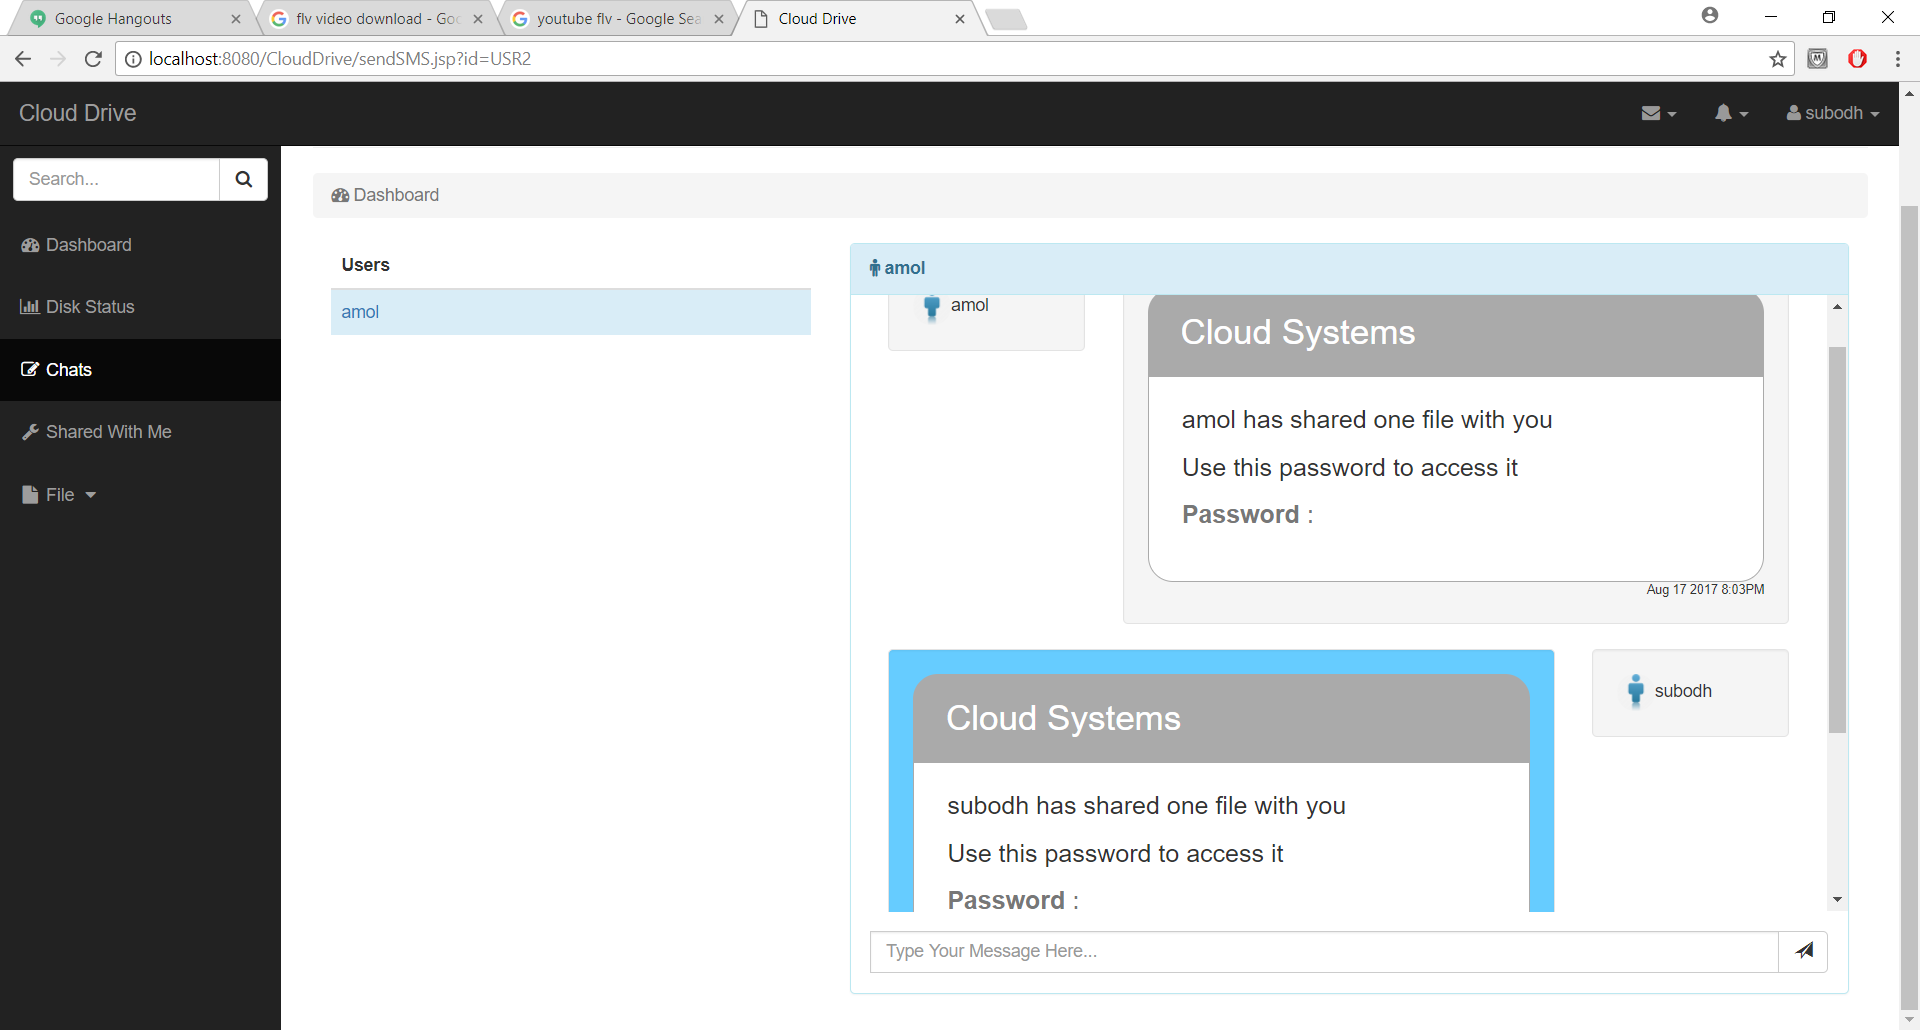 Google Hangouts
flv video download - Goo
youtube flv - Google Sea
Cloud Drive
localhost:8080/CloudDrive/sendSMS.jsp?id=USR2
Cloud Drive
subodh
Search...
Dashboard
Dashboard
Disk Status
Chats
Shared With Me
File
Users
amol
amol
amol
Cloud Systems
amol has shared one file with you
Use this password to access it
Password :
Aug 17 2017 8:03PM
subodh
Cloud Systems
subodh has shared one file with you
Use this password to access it
Password :
Type Your Message Here...